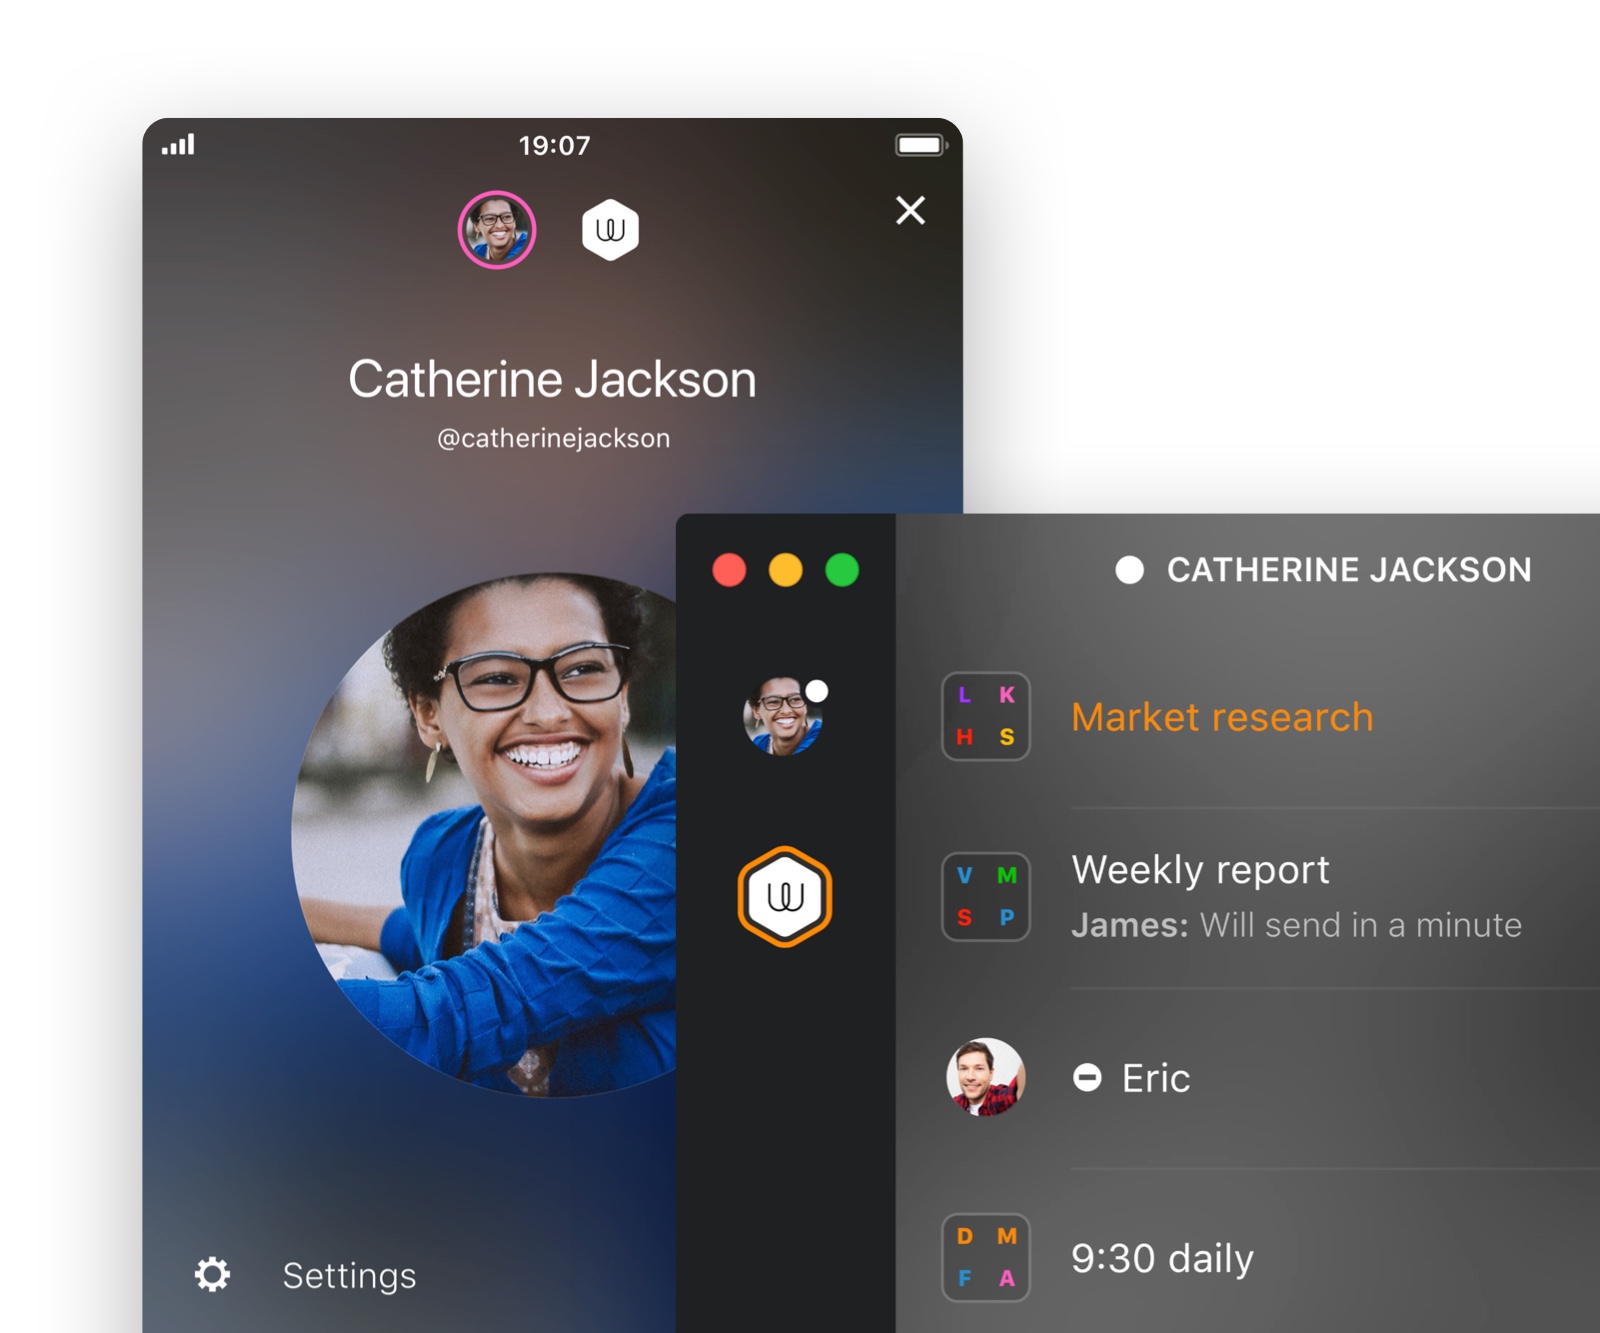 19:07
Catherine Jackson
@catherinejackson
Settings
CATHERINE JACKSON
L K
H S
Market research
V M
S P
Weekly report
James: Will send in a minute
Eric
D M
F A
9:30 daily